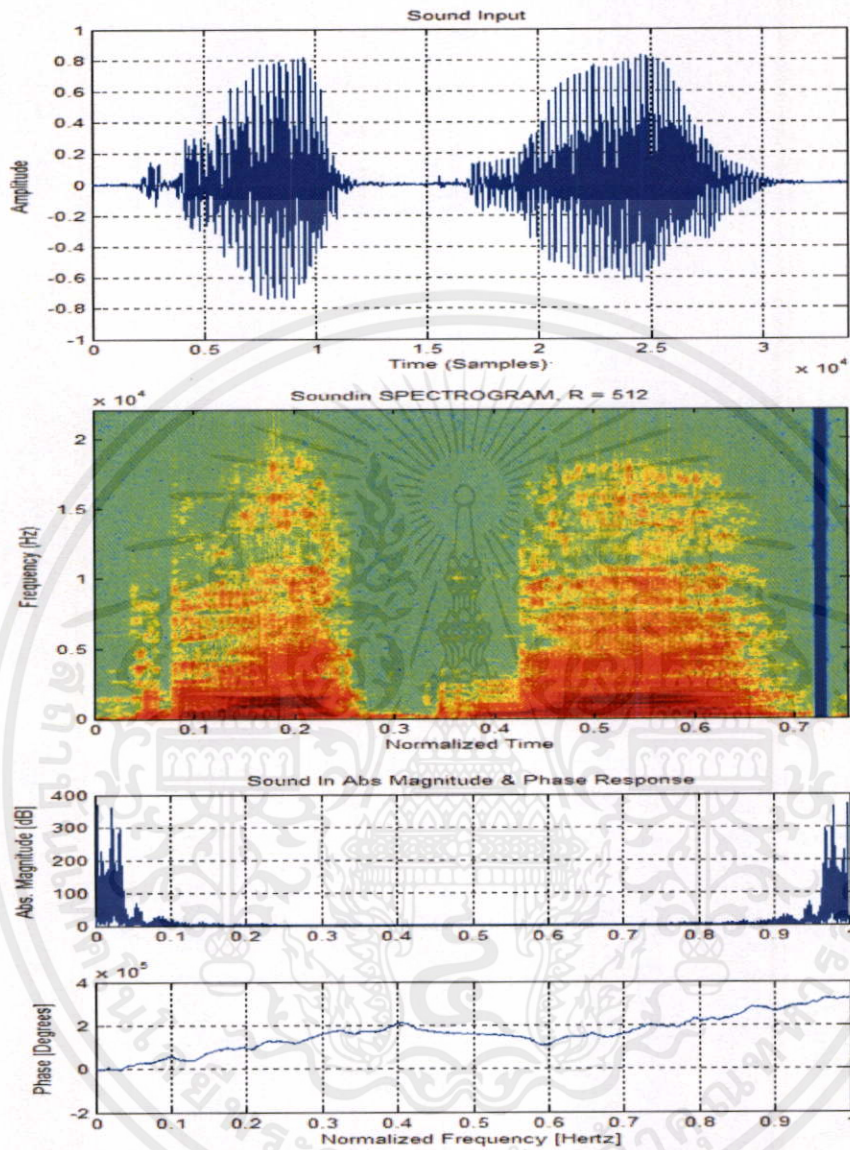 Sound Input
1
0.8
0.6
0.4
0.2
0
-0.2
-0.4
-0.6
-0.8
-1
Amplitude
0 0.5 1 1.5 2 2.5 3
Time (Samples)
x 10⁴
x 10⁴
Soundin SPECTROGRAM, R = 512
2
1.5
1
0.5
0
Frequency (Hz)
0 0.1 0.2 0.3 0.4 0.5 0.6 0.7
Normalized Time
Sound In Abs Magnitude & Phase Response
400
300
200
100
0
Abs. Magnitude [dB]
0 0.1 0.2 0.3 0.4 0.5 0.6 0.7 0.8 0.9 1
x 10⁵
4
2
0
-2
Phase [Degrees]
0 0.1 0.2 0.3 0.4 0.5 0.6 0.7 0.8 0.9 1
Normalized Frequency [Hertz]